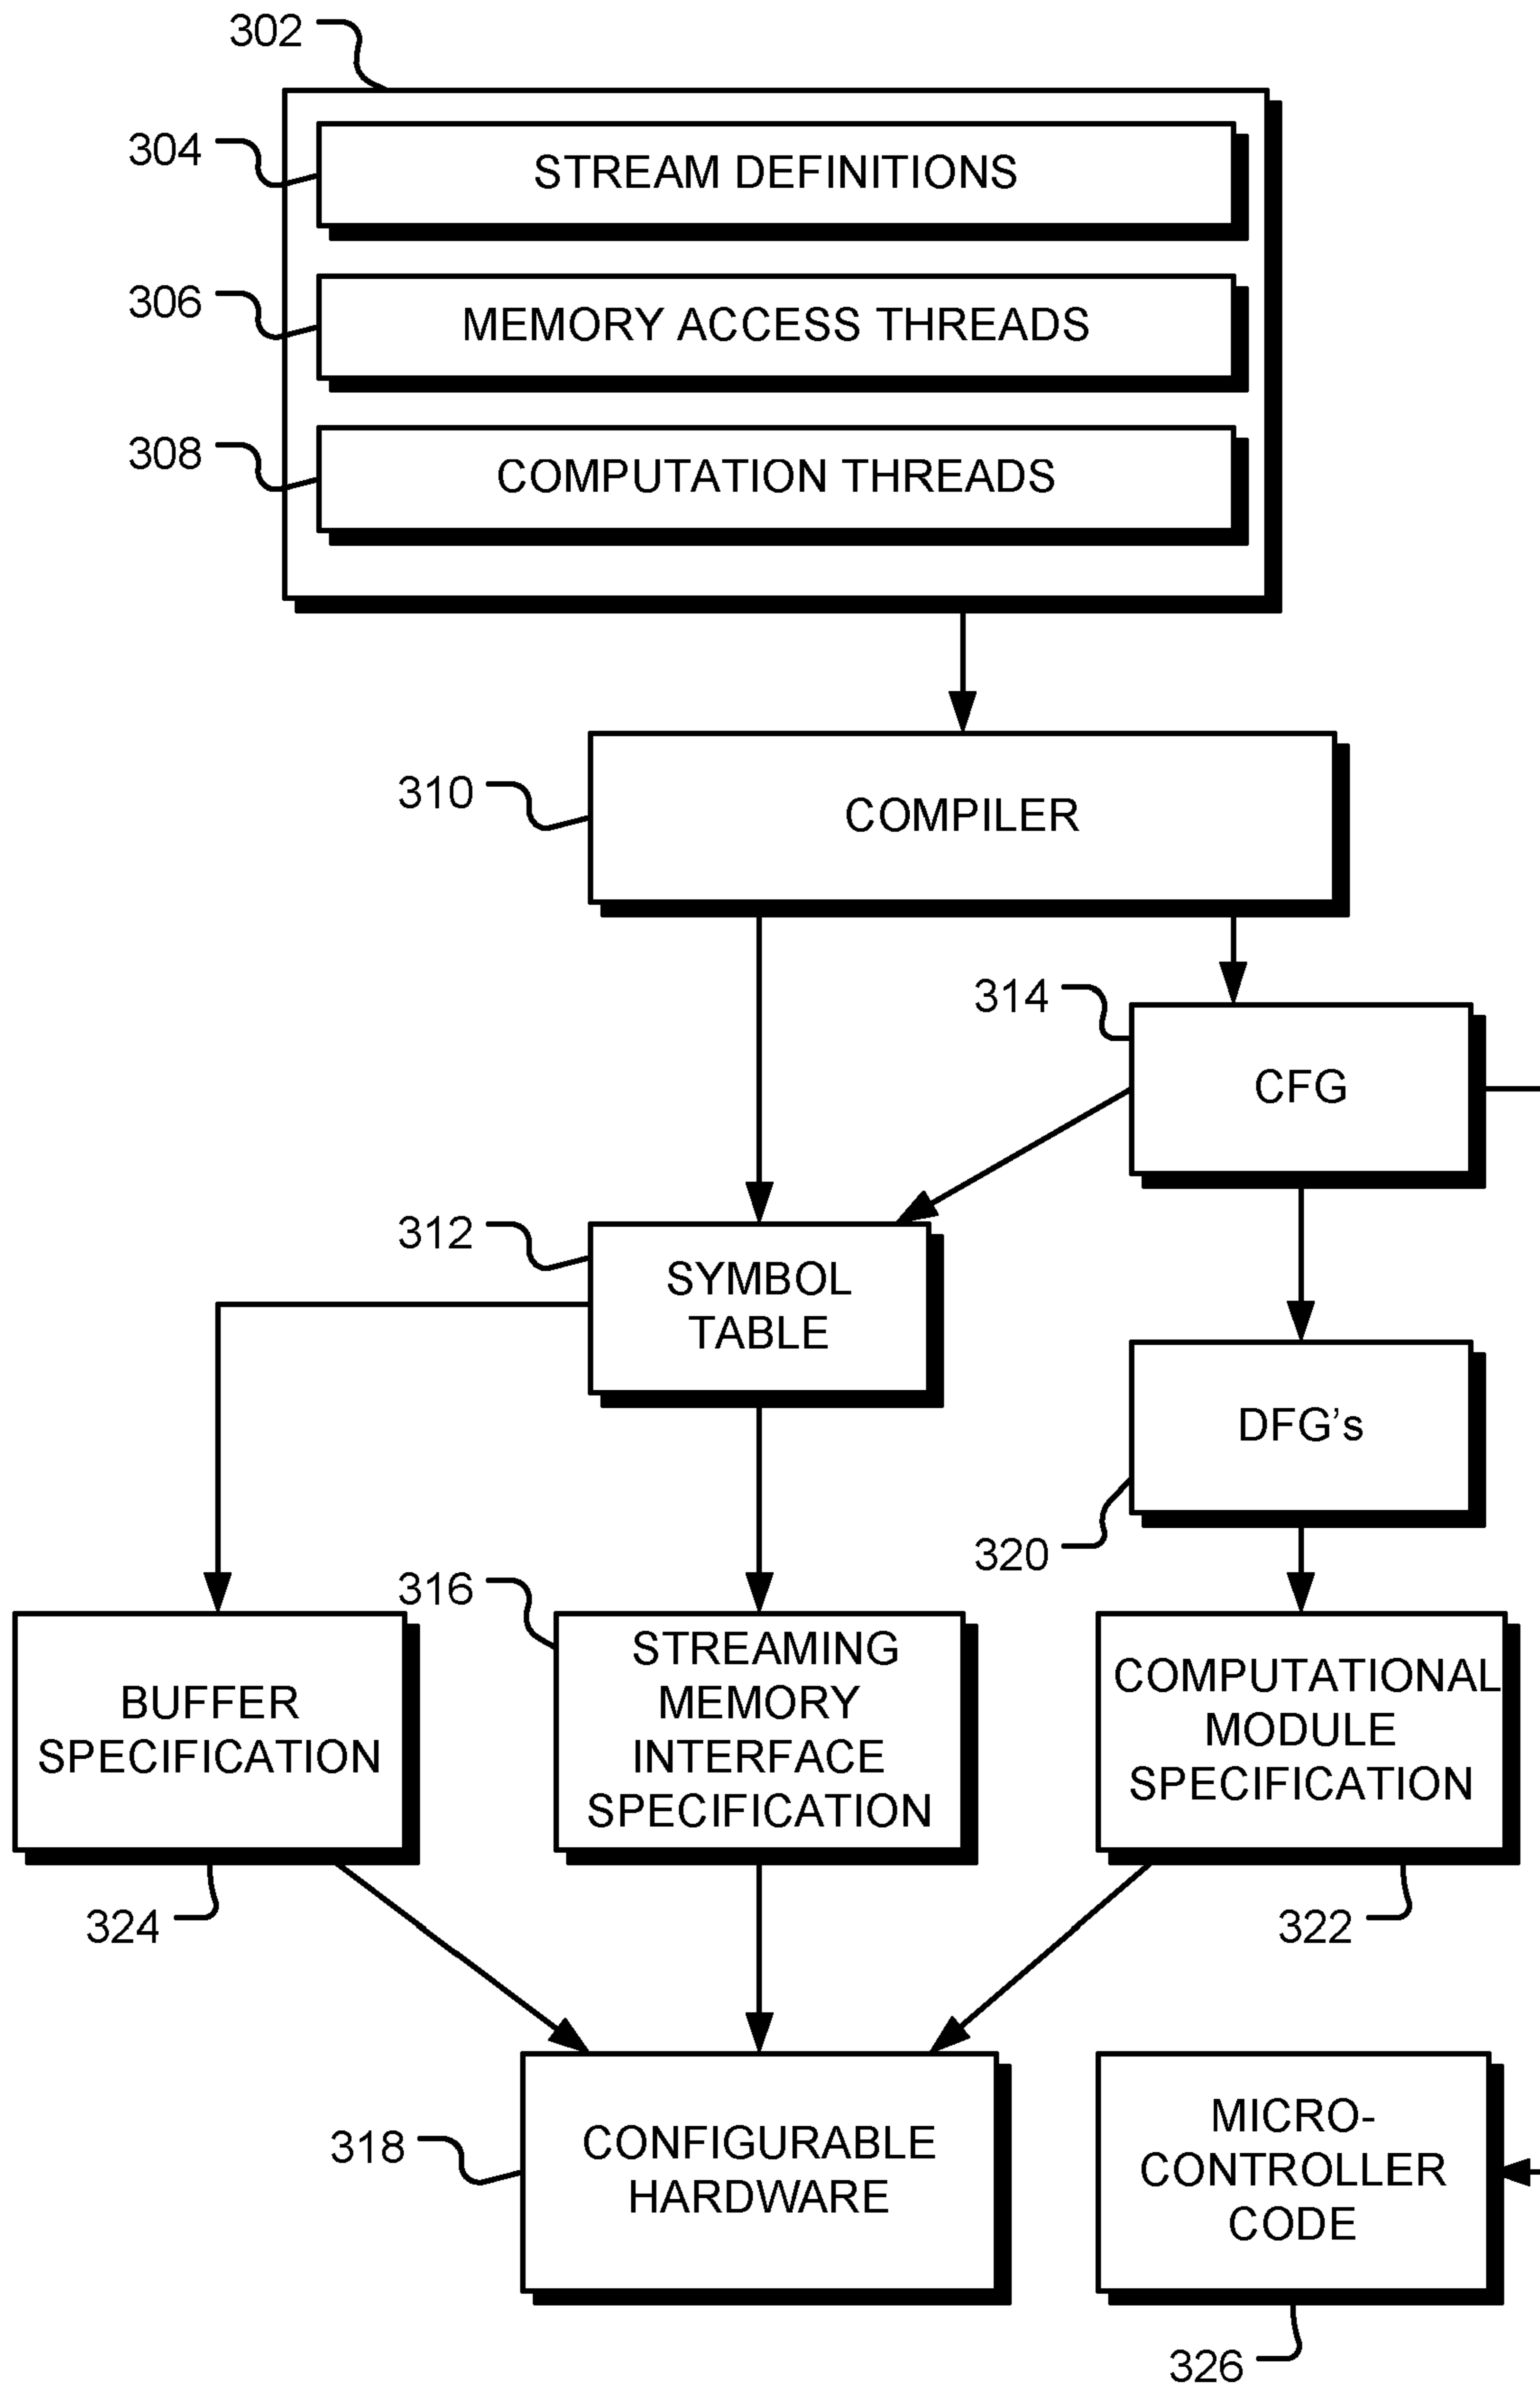 302
304
STREAM DEFINITIONS
306
MEMORY ACCESS THREADS
308
COMPUTATION THREADS
310
COMPILER
314
CFG
312
SYMBOL
TABLE
DFG's
320
316
BUFFER
SPECIFICATION
STREAMING
MEMORY
INTERFACE
SPECIFICATION
COMPUTATIONAL
MODULE
SPECIFICATION
324
322
318
CONFIGURABLE
HARDWARE
MICRO-
CONTROLLER
CODE
326